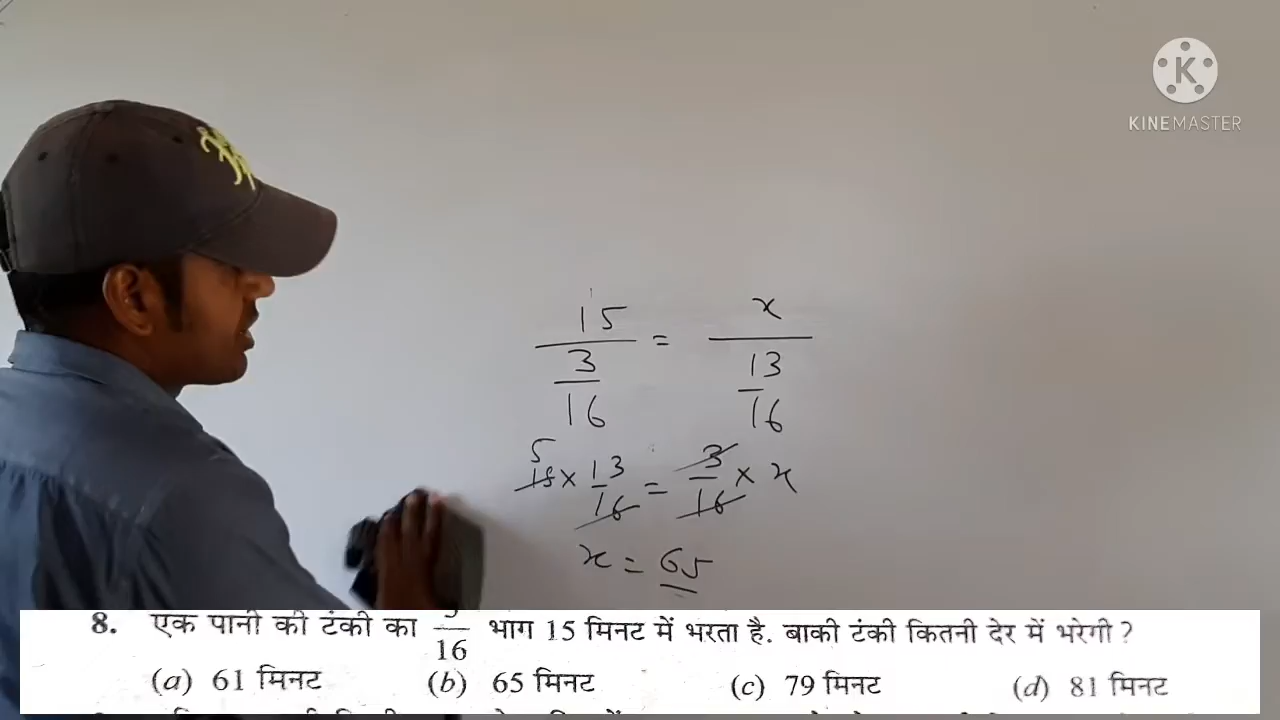 KINEMASTER
15/(3/16) = x/(13/16)
5
15 × 13/16 = 3/16 × x
x = 65
8. एक पानी की टंकी का /16 भाग 15 मिनट में भरता है. बाकी टंकी कितनी देर में भरेगी ?
(a) 61 मिनट (b) 65 मिनट (c) 79 मिनट (d) 81 मिनट